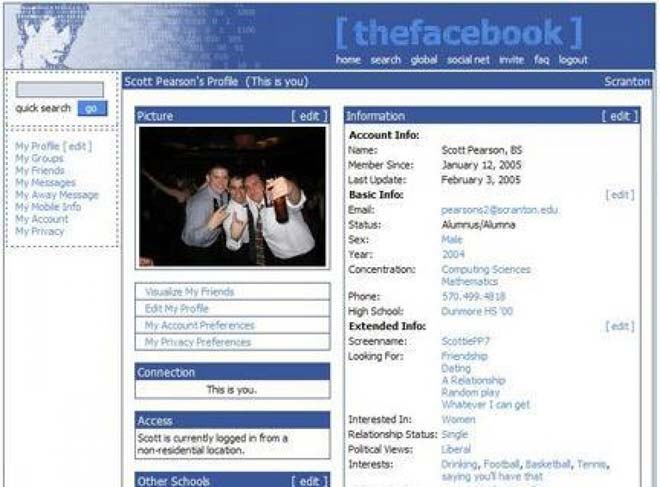 [ thefacebook ]
home search global social net invite faq logout
quick search go
My Profile [ edit ]
My Groups
My Friends
My Messages
My Away Message
My Mobile Info
My Account
My Privacy
Scott Pearson's Profile (This is you) Scranton
Picture [ edit ]
Visualize My Friends
Edit My Profile
My Account Preferences
My Privacy Preferences
Connection
This is you.
Access
Scott is currently logged in from a
non-residential location.
Other Schools [ edit ]
Information [ edit ]
Account Info:
Name: Scott Pearson, BS
Member Since: January 12, 2005
Last Update: February 3, 2005
Basic Info: [ edit ]
Email: pearsons2@scranton.edu
Status: Alumnus/Alumna
Sex: Male
Year: 2004
Concentration: Computing Sciences
Mathematics
Phone: 570.499.4818
High School: Dunmore HS '00
Extended Info: [ edit ]
Screenname: ScottiePP7
Looking For: Friendship
Dating
A Relationship
Random play
Whatever I can get
Interested In: Women
Relationship Status: Single
Political Views: Liberal
Interests: Drinking, Football, Basketball, Tennis,
saying you'll have that